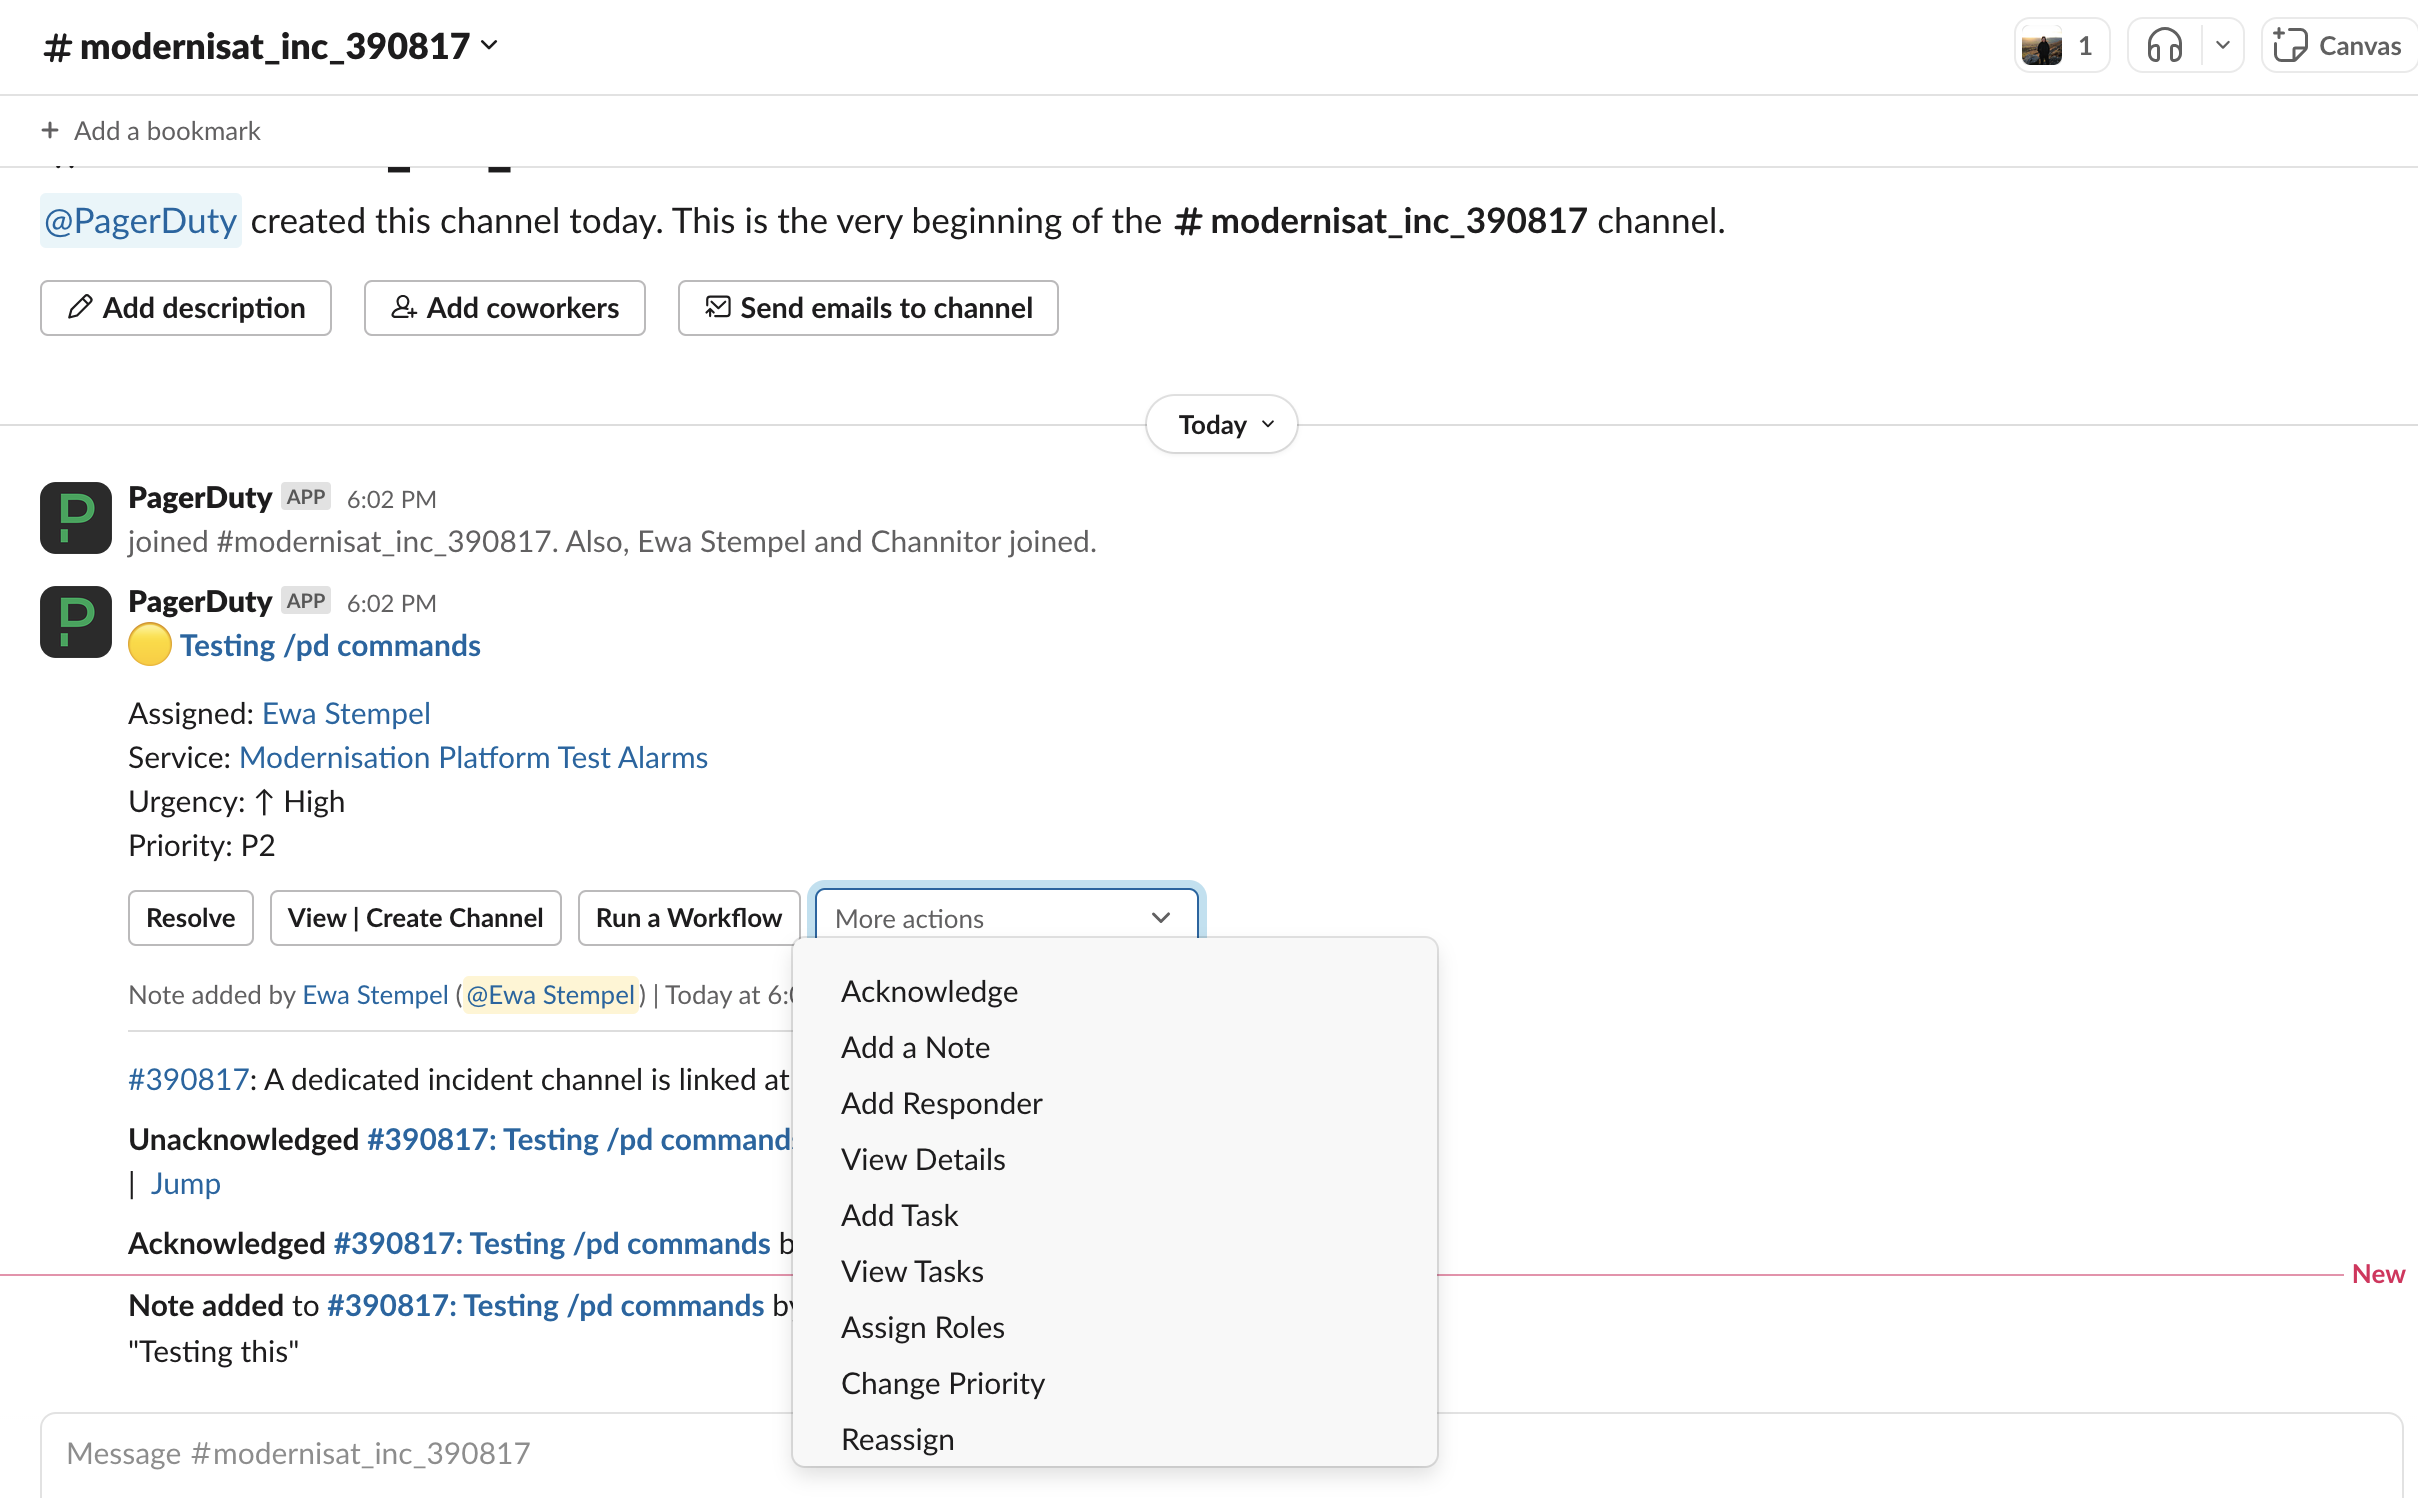 # modernisat_inc_390817
1
Canvas
+ Add a bookmark
@PagerDuty created this channel today. This is the very beginning of the # modernisat_inc_390817 channel.
Add description
Add coworkers
Send emails to channel
Today
PagerDuty APP 6:02 PM
joined #modernisat_inc_390817. Also, Ewa Stempel and Channitor joined.
PagerDuty APP 6:02 PM
Testing /pd commands
Assigned: Ewa Stempel
Service: Modernisation Platform Test Alarms
Urgency: ↑ High
Priority: P2
Resolve
View | Create Channel
Run a Workflow
More actions
Acknowledge
Add a Note
Add Responder
View Details
Add Task
View Tasks
Assign Roles
Change Priority
Reassign
Note added by Ewa Stempel (@Ewa Stempel) | Today at
#390817: A dedicated incident channel is linked at
Unacknowledged #390817: Testing /pd commands
| Jump
Acknowledged #390817: Testing /pd commands
New
Note added to #390817: Testing /pd commands by
"Testing this"
Message #modernisat_inc_390817